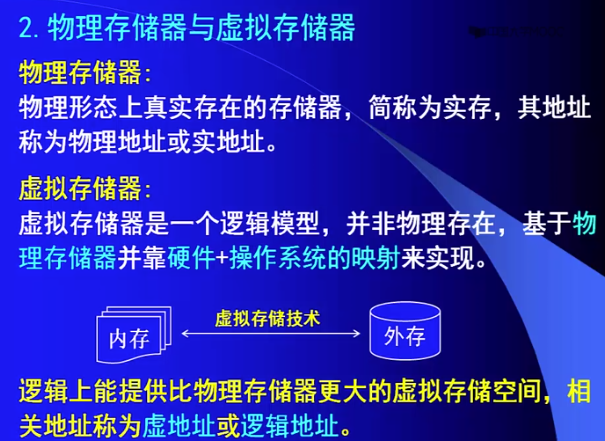 2. 物理存储器与虚拟存储器
物理存储器:
物理形态上真实存在的存储器，简称为实存，其地址
称为物理地址或实地址。
虚拟存储器:
虚拟存储器是一个逻辑模型，并非物理存在，基于物
理存储器并靠硬件+操作系统的映射来实现。
虚拟存储技术
内存
外存
逻辑上能提供比物理存储器更大的虚拟存储空间，相
关地址称为虚地址或逻辑地址。